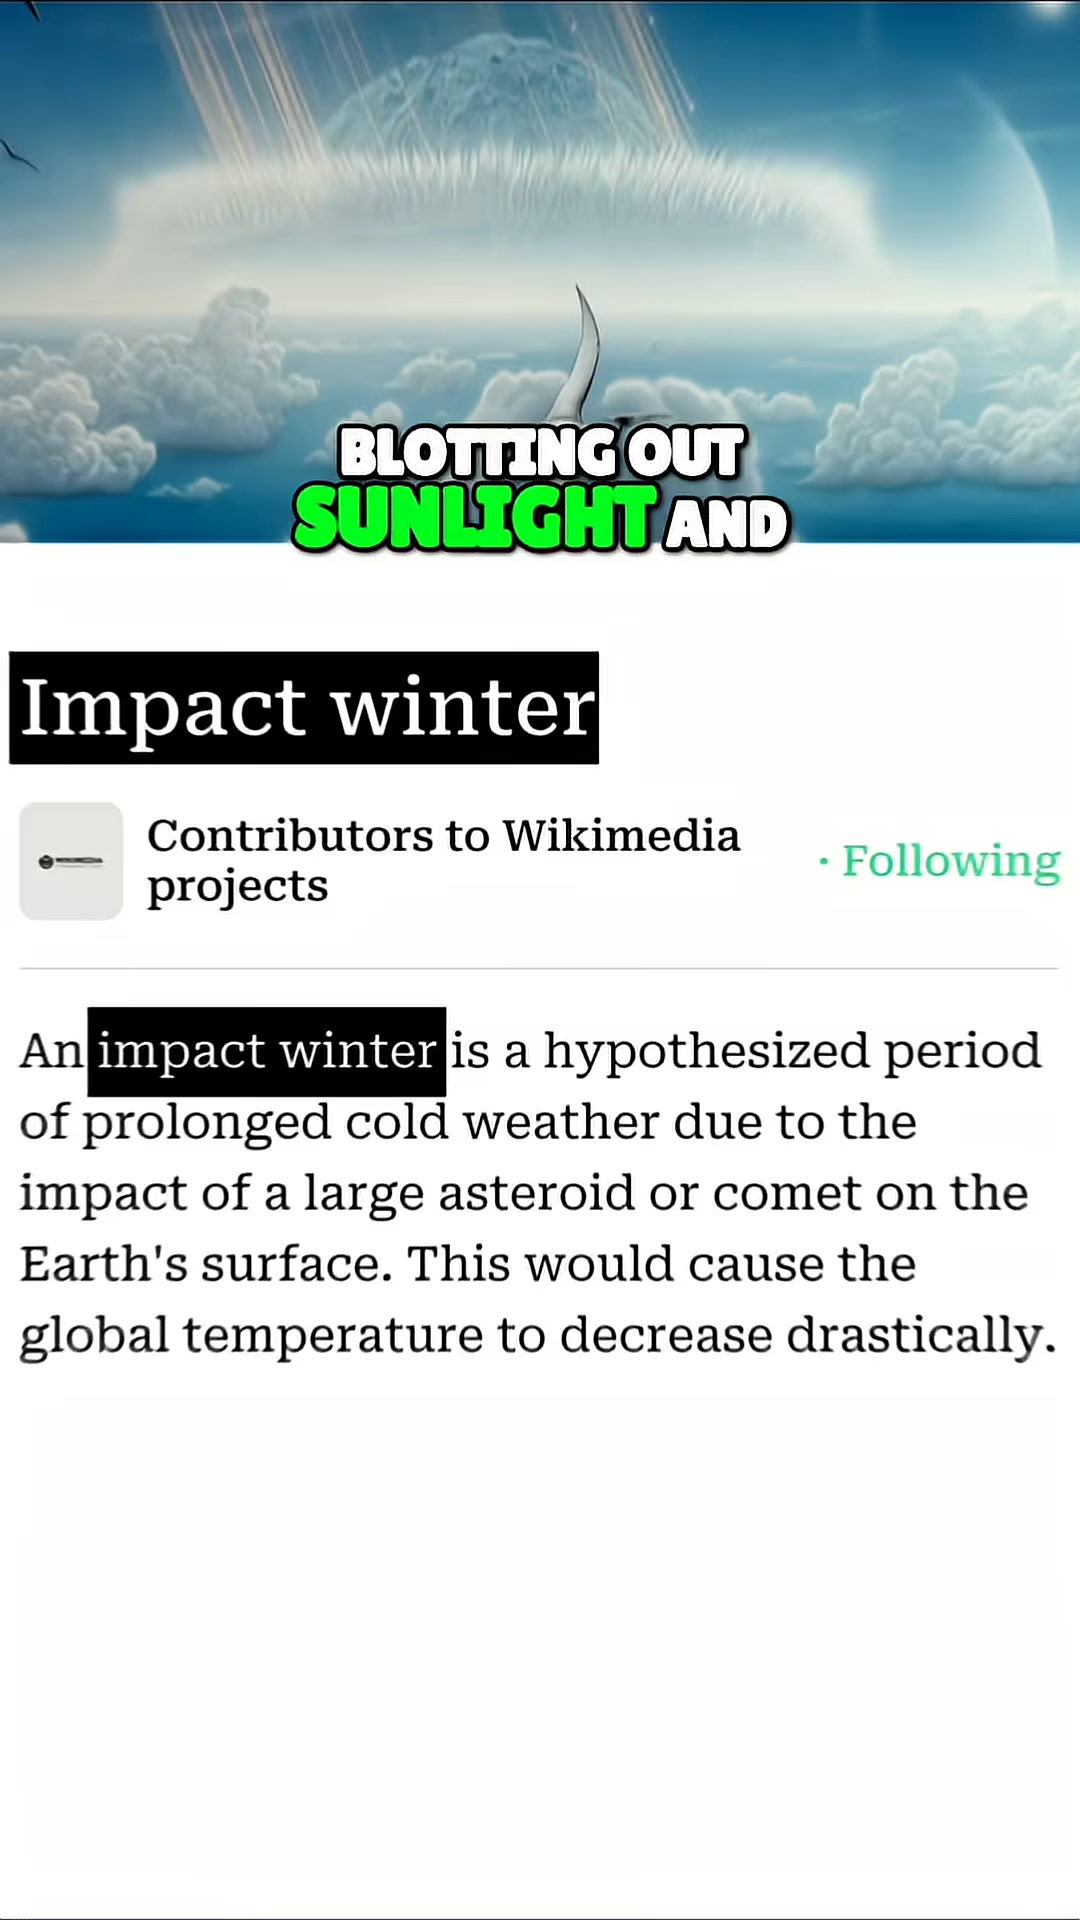 BLOTTING OUT
SUNLIGHT AND
Impact winter
Contributors to Wikimedia
projects
· Following
An impact winter is a hypothesized period
of prolonged cold weather due to the
impact of a large asteroid or comet on the
Earth's surface. This would cause the
global temperature to decrease drastically.